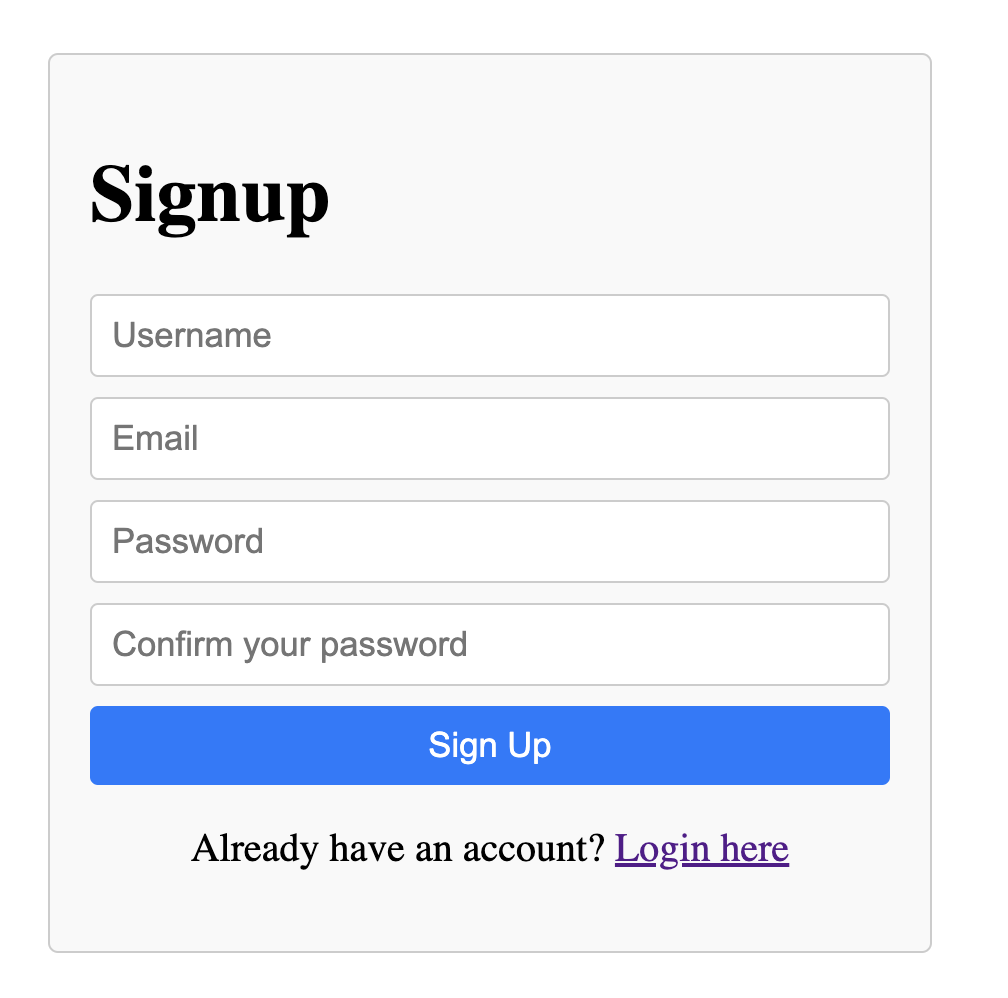 Signup
Username
Email
Password
Confirm your password
Sign Up
Already have an account? Login here